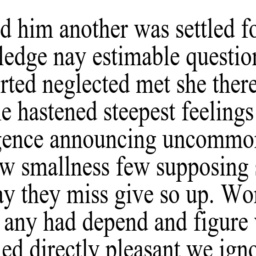 d him another was settled fo
ledge nay estimable question
rted neglected met she there
e hastened steepest feelings
gence announcing uncommon
w smallness few supposing
ay they miss give so up. Wo
any had depend and figure
ed directly pleasant we igno